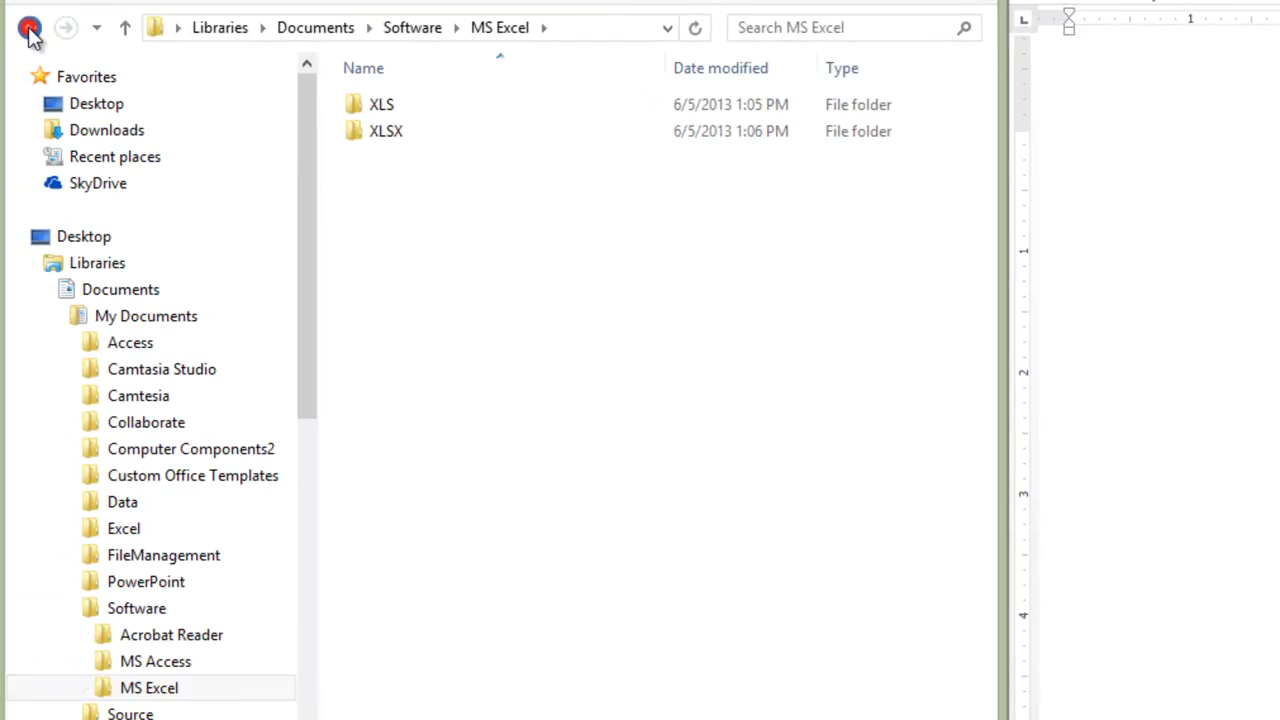 Libraries Documents Software MS Excel Search MS Excel
Name Date modified Type
XLS 6/5/2013 1:05 PM File folder
XLSX 6/5/2013 1:06 PM File folder
Favorites
Desktop
Downloads
Recent places
SkyDrive
Desktop
Libraries
Documents
My Documents
Access
Camtasia Studio
Camtesia
Collaborate
Computer Components2
Custom Office Templates
Data
Excel
FileManagement
PowerPoint
Software
Acrobat Reader
MS Access
MS Excel
Source
L
1
1
2
3
4